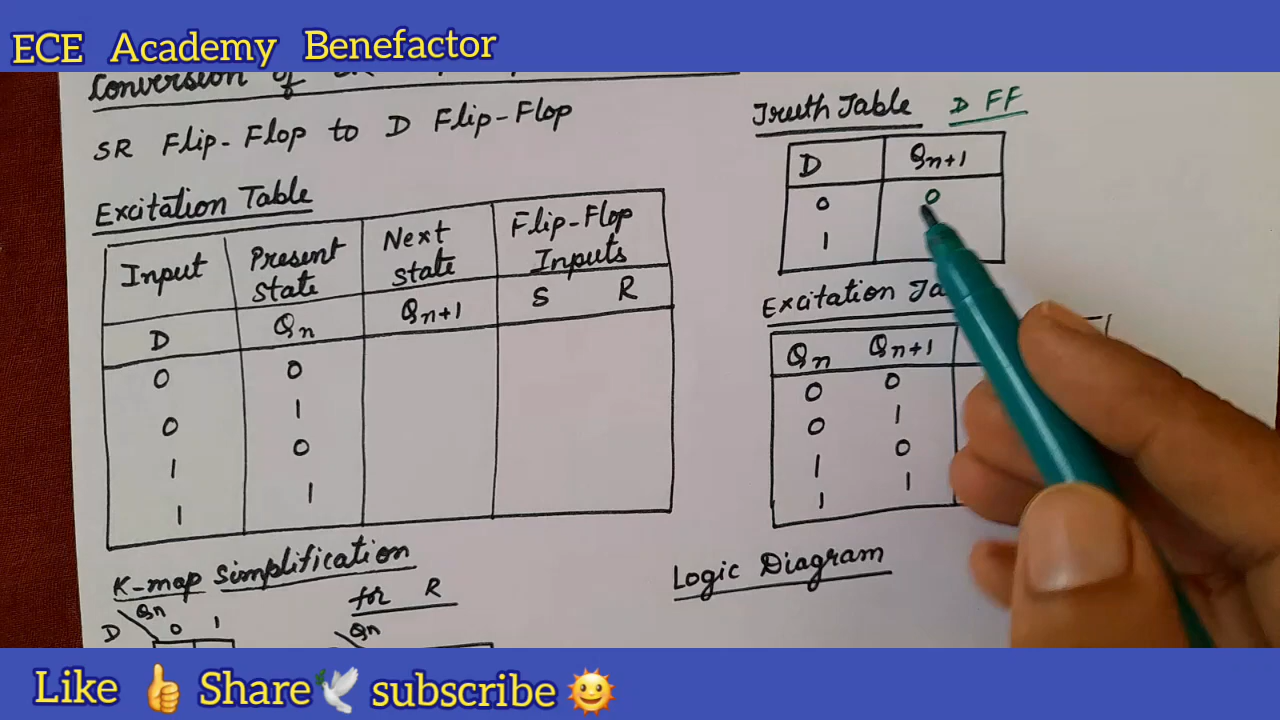 ECE Academy Benefactor
Conversion of SR
SR Flip-Flop to D Flip-Flop
Excitation Table
Input Present state Next state Flip-Flop Inputs
D Qn Qn+1 S R
0 0
0 1
1 0
1 1
K-map simplification
for R
Qn
D 0 1
Qn
Truth Table D FF
D Qn+1
0 0
1
Excitation Ta
Qn Qn+1
0 0
0 1
1 0
1 1
Logic Diagram
Like 👍 Share 🕊 subscribe 🌞